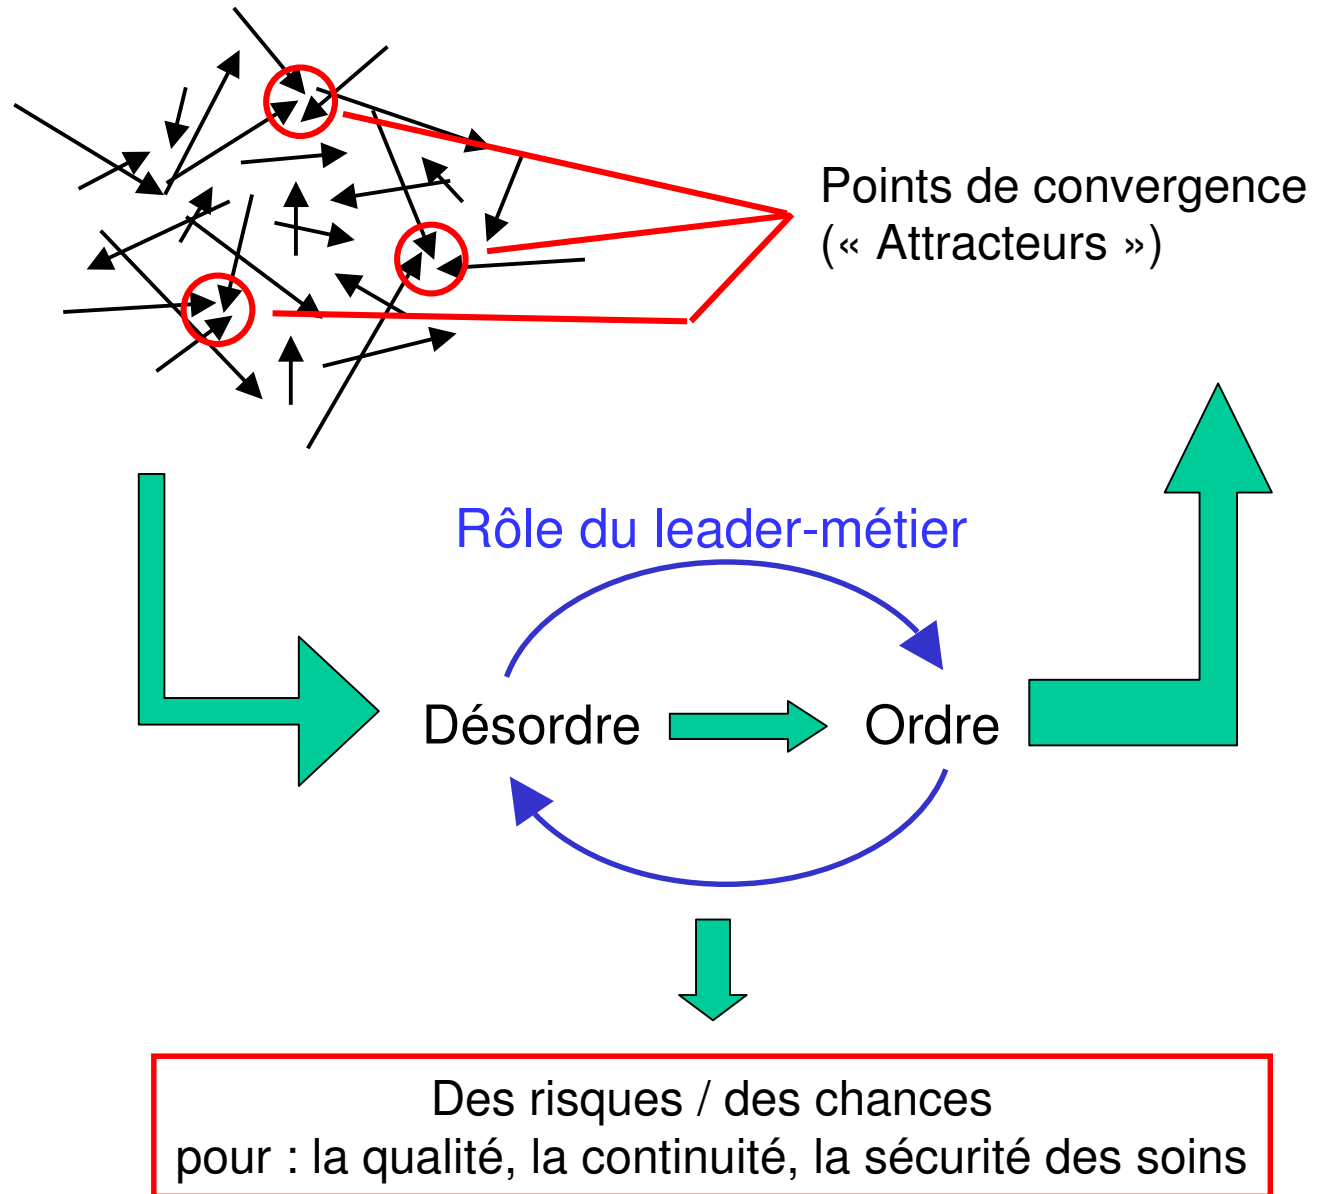 Points de convergence
(« Attracteurs »)
Rôle du leader-métier
Désordre
Ordre
Des risques / des chances
pour : la qualité, la continuité, la sécurité des soins